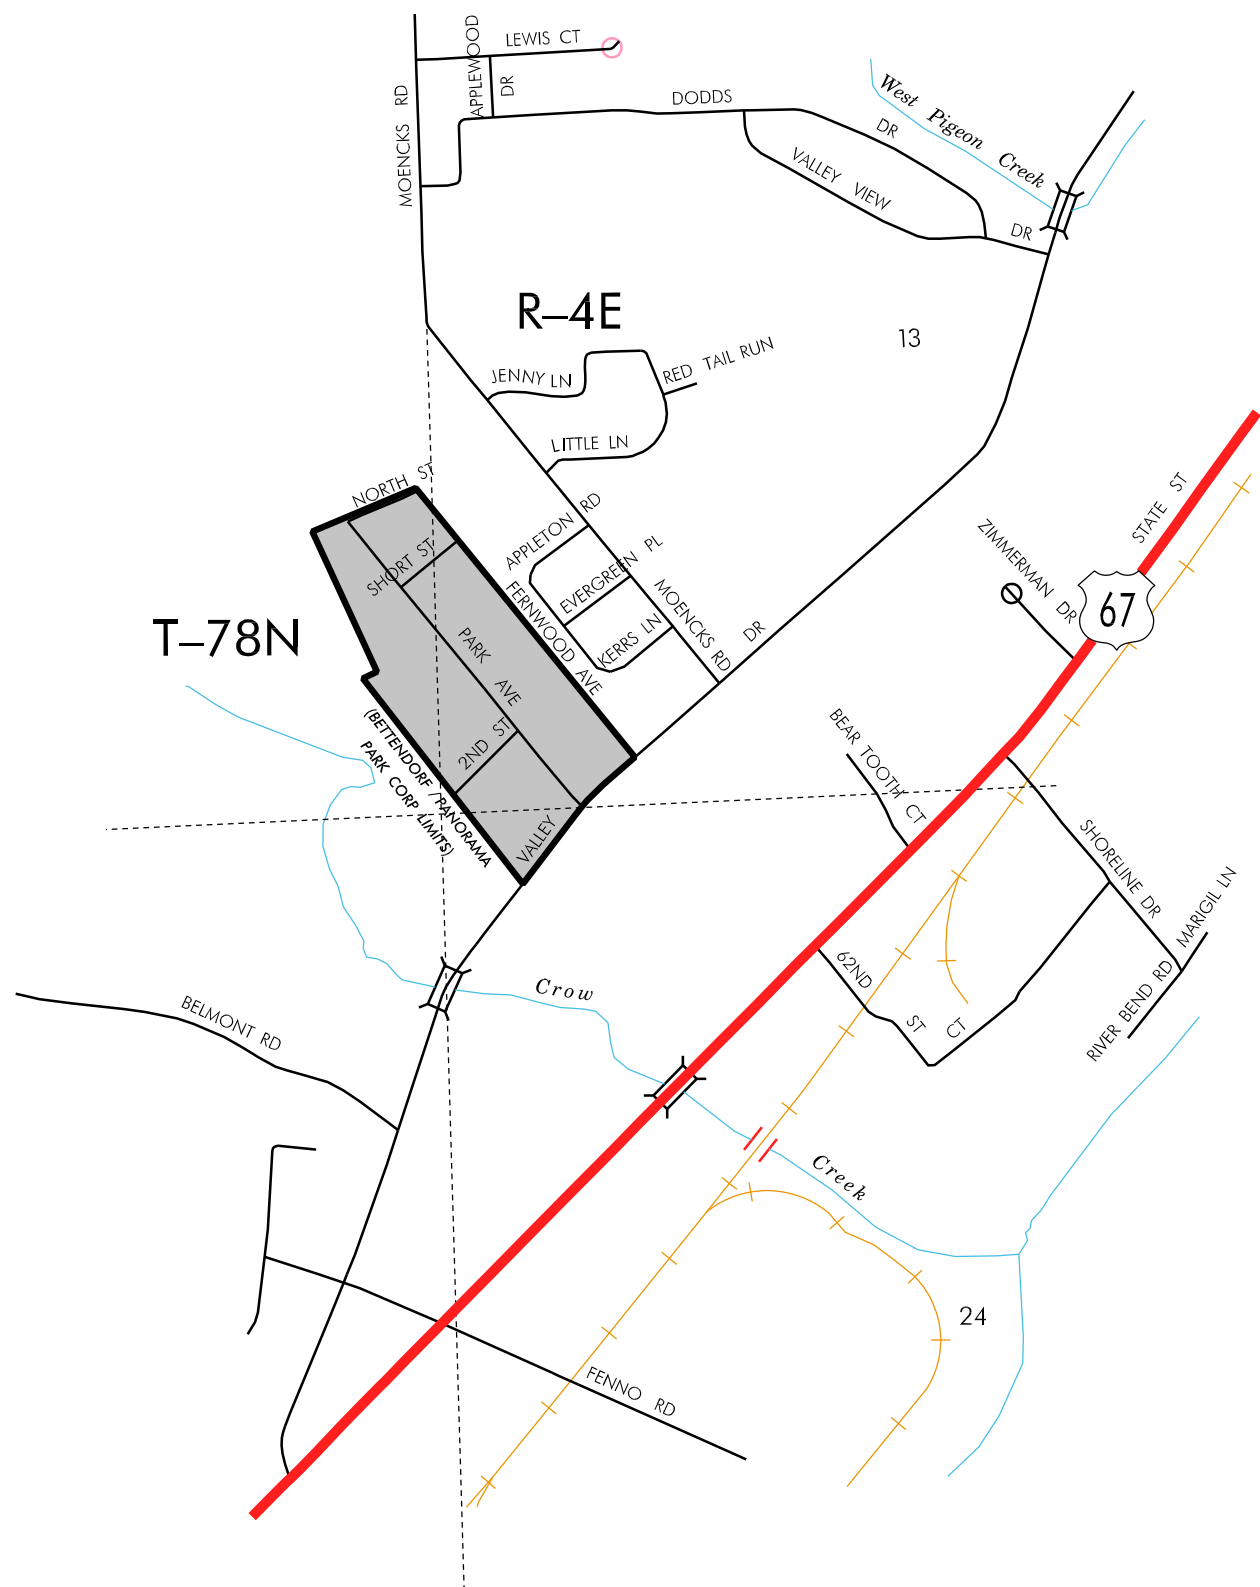 LEWIS CT
APPLEWOOD
DR
MOENCKS RD
DODDS
DR
West Pigeon Creek
VALLEY VIEW
DR
R–4E
13
JENNY LN
RED TAIL RUN
LITTLE LN
NORTH ST
STATE ST
APPLETON RD
ZIMMERMAN DR
SHORT ST
EVERGREEN PL
67
FERNWOOD AVE
MOENCKS RD
T–78N
KERRS LN
DR
PARK AVE
2ND ST
(BETTENDORF/PANORAMA
PARK CORP LIMITS)
VALLEY
BEAR TOOTH CT
SHORELINE DR
MARIGIL LN
62ND
ST CT
RIVER BEND RD
Crow
BELMONT RD
Creek
24
FENNO RD